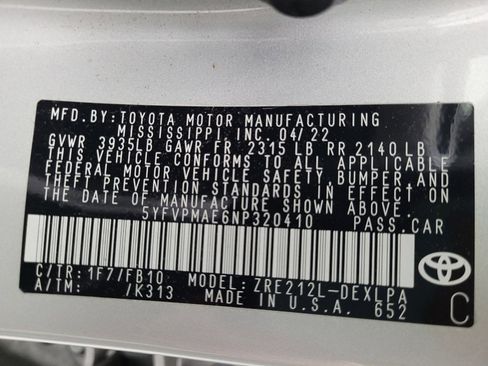 MFD. BY: TOYOTA MOTOR MANUFACTURING
MISSISSIPPI INC. 04/22
GVWR 3935LB GAWR FR 2315 LB RR 2140 LB
THIS VEHICLE CONFORMS TO ALL APPLICABLE
FEDERAL MOTOR VEHICLE SAFETY, BUMPER AND
THEFT PREVENTION STANDARDS IN EFFECT ON
THE DATE OF MANUFACTURE SHOWN ABOVE.
5YFVPMAE6NP320410 PASS.CAR
C/TR: 1F7/FB10 MODEL: ZRE212L-DEXLPA
A/TM: /K313 MADE IN U.S.A. 652
TOYOTA
C